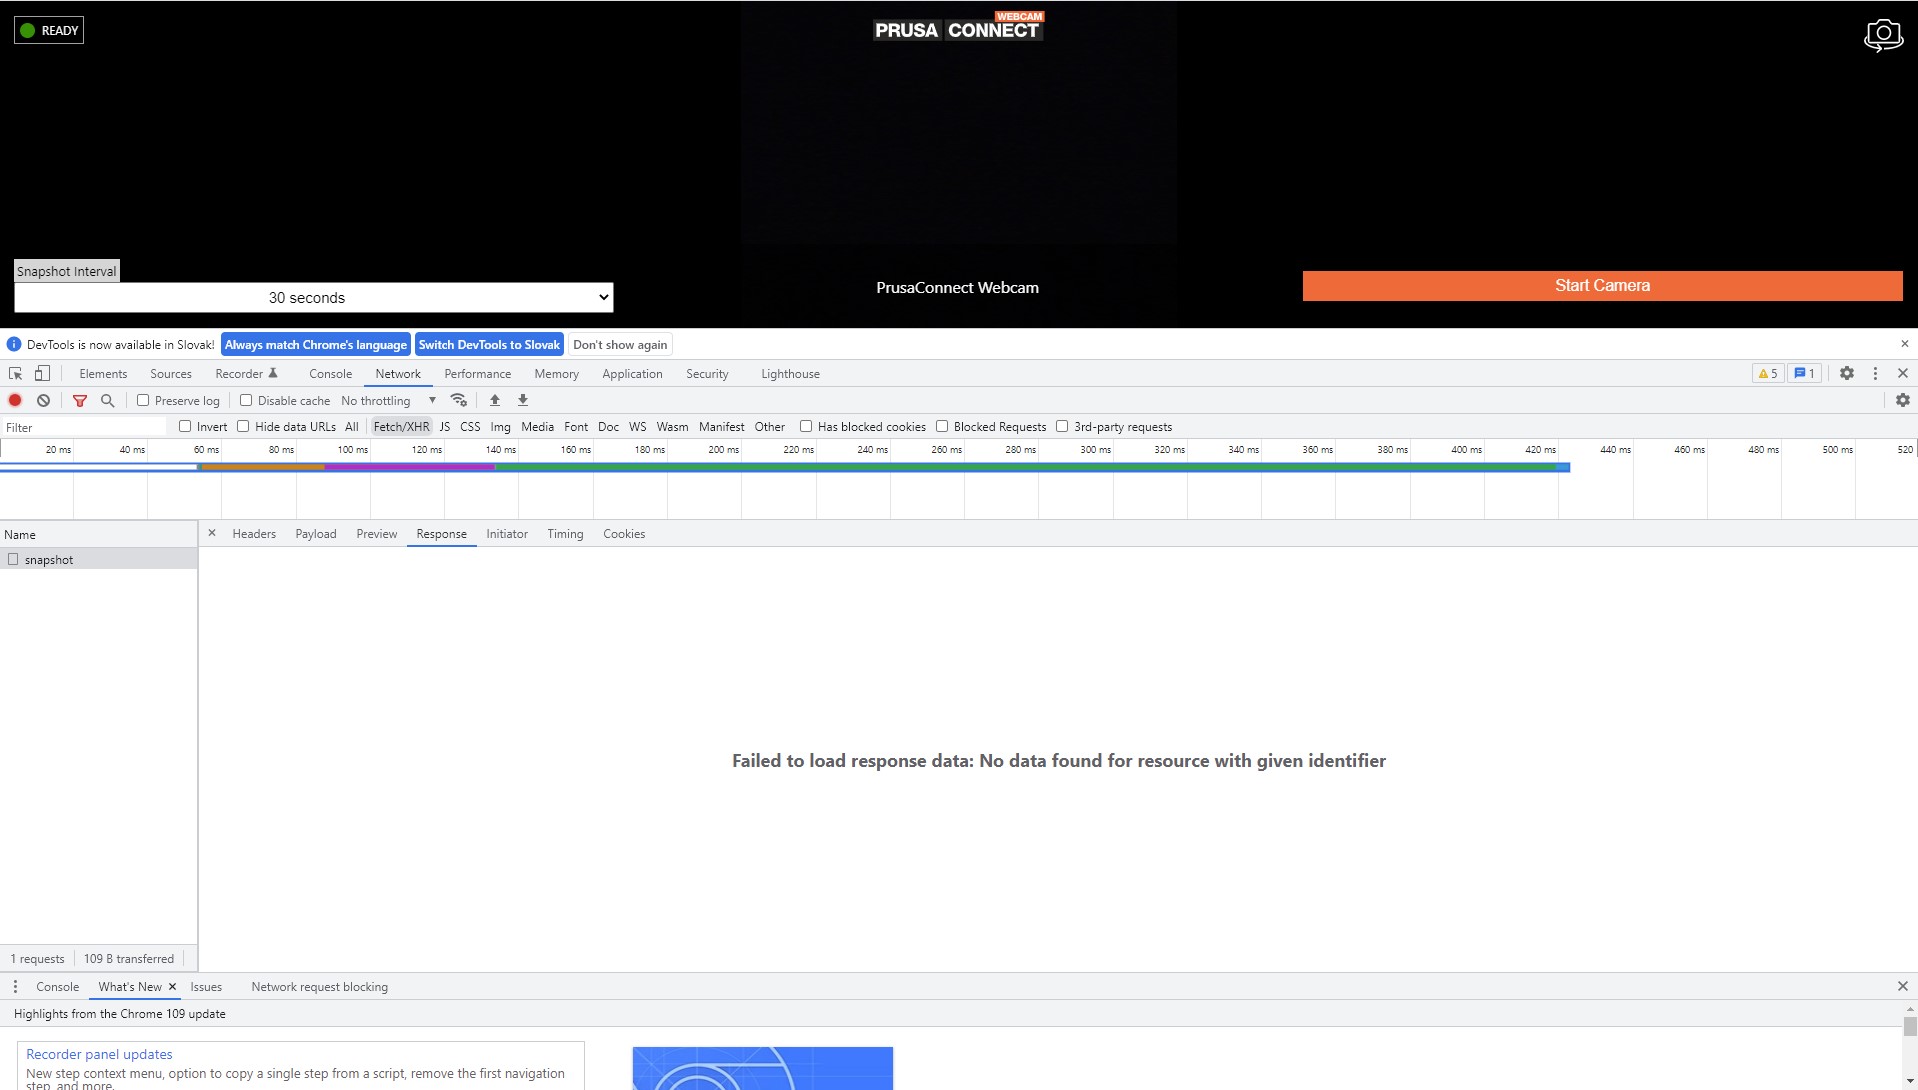 READY
WEBCAM
PRUSA CONNECT
Snapshot Interval
30 seconds
PrusaConnect Webcam
Start Camera
DevTools is now available in Slovak! Always match Chrome's language Switch DevTools to Slovak Don't show again
Elements Sources Recorder Console Network Performance Memory Application Security Lighthouse 5 1
Preserve log Disable cache No throttling
Filter Invert Hide data URLs All Fetch/XHR JS CSS Img Media Font Doc WS Wasm Manifest Other Has blocked cookies Blocked Requests 3rd-party requests
20 ms 40 ms 60 ms 80 ms 100 ms 120 ms 140 ms 160 ms 180 ms 200 ms 220 ms 240 ms 260 ms 280 ms 300 ms 320 ms 340 ms 360 ms 380 ms 400 ms 420 ms 440 ms 460 ms 480 ms 500 ms 520
Name
Headers Payload Preview Response Initiator Timing Cookies
snapshot
Failed to load response data: No data found for resource with given identifier
1 requests 109 B transferred
Console What's New Issues Network request blocking
Highlights from the Chrome 109 update
Recorder panel updates
New step context menu, option to copy a single step from a script, remove the first navigation
step, and more.